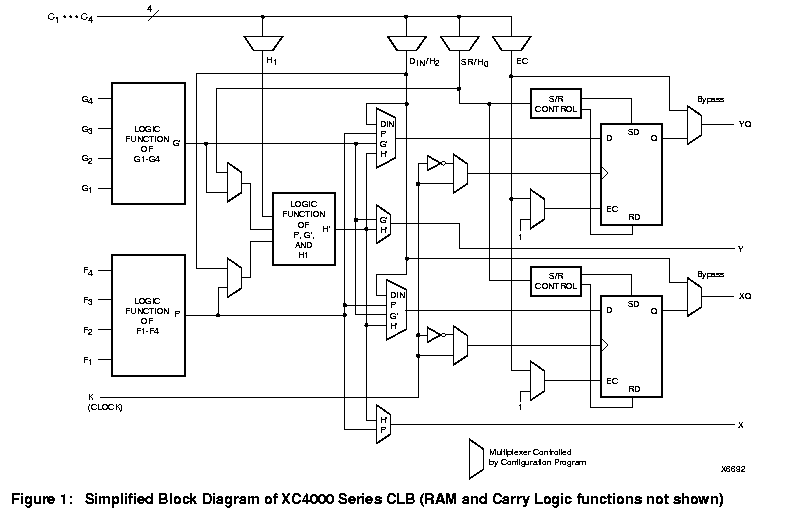 C1 ••• C4
4
H1
DIN/H2
SR/H0
EC
G4
G3
G2
G1
LOGIC
FUNCTION
OF
G1-G4
G'
DIN
F'
G'
H'
S/R
CONTROL
Bypass
D
SD
Q
YQ
EC
RD
1
LOGIC
FUNCTION
OF
F', G',
AND
H1
H'
G'
H'
Y
F4
F3
F2
F1
LOGIC
FUNCTION
OF
F1-F4
F'
DIN
F'
G'
H'
S/R
CONTROL
Bypass
D
SD
Q
XQ
EC
RD
1
K
(CLOCK)
H'
F'
X
Multiplexer Controlled
by Configuration Program
X6692
Figure 1: Simplified Block Diagram of XC4000 Series CLB (RAM and Carry Logic functions not shown)